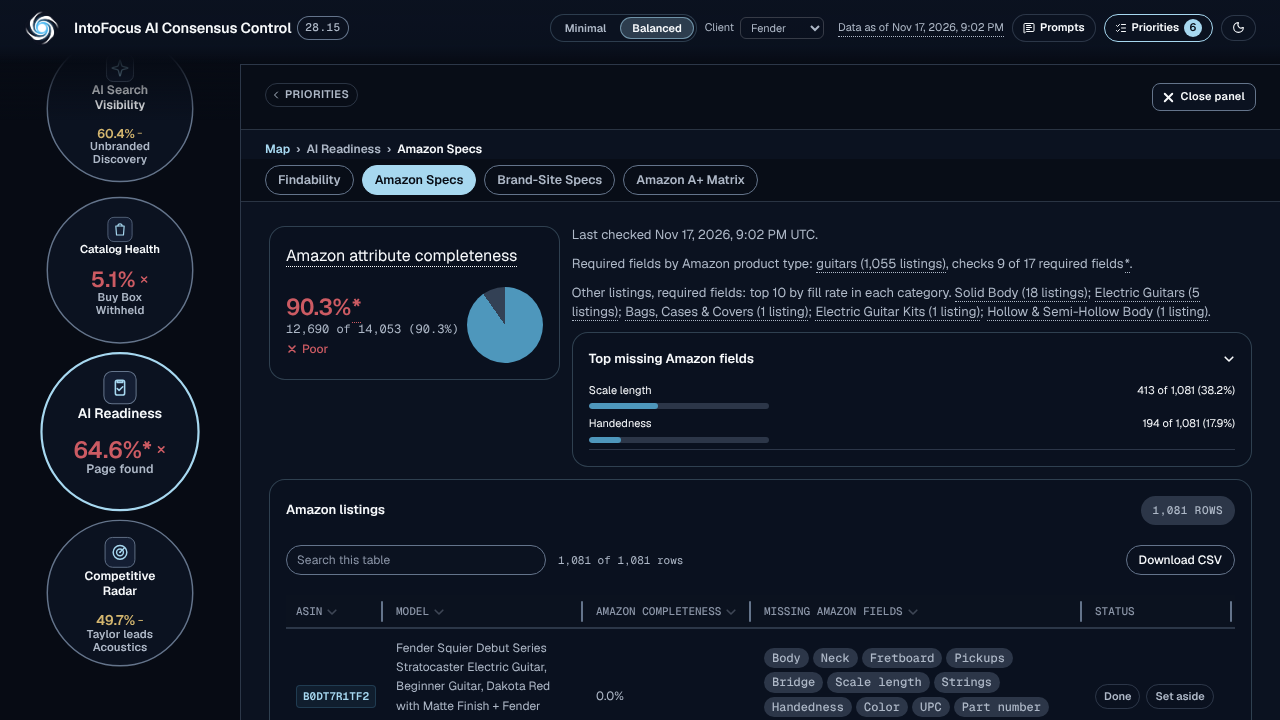 IntoFocus AI Consensus Control 28.15
Minimal Balanced Client Fender Data as of Nov 17, 2026, 9:02 PM Prompts Priorities 6
AI Search
Visibility
60.4% –
Unbranded
Discovery
Catalog Health
5.1% ×
Buy Box
Withheld
AI Readiness
64.6%* ×
Page found
Competitive
Radar
49.7% –
Taylor leads
Acoustics
‹ PRIORITIES
× Close panel
Map › AI Readiness › Amazon Specs
Findability Amazon Specs Brand-Site Specs Amazon A+ Matrix
Amazon attribute completeness
90.3%*
12,690 of 14,053 (90.3%)
× Poor
Last checked Nov 17, 2026, 9:02 PM UTC.
Required fields by Amazon product type: guitars (1,055 listings), checks 9 of 17 required fields*.
Other listings, required fields: top 10 by fill rate in each category. Solid Body (18 listings); Electric Guitars (5
listings); Bags, Cases & Covers (1 listing); Electric Guitar Kits (1 listing); Hollow & Semi-Hollow Body (1 listing).
Top missing Amazon fields
Scale length 413 of 1,081 (38.2%)
Handedness 194 of 1,081 (17.9%)
Amazon listings 1,081 ROWS
Search this table 1,081 of 1,081 rows Download CSV
ASIN MODEL AMAZON COMPLETENESS MISSING AMAZON FIELDS STATUS
B0DT7R1TF2
Fender Squier Debut Series
Stratocaster Electric Guitar,
Beginner Guitar, Dakota Red
with Matte Finish + Fender
0.0%
Body Neck Fretboard Pickups
Bridge Scale length Strings
Handedness Color UPC Part number
Done Set aside